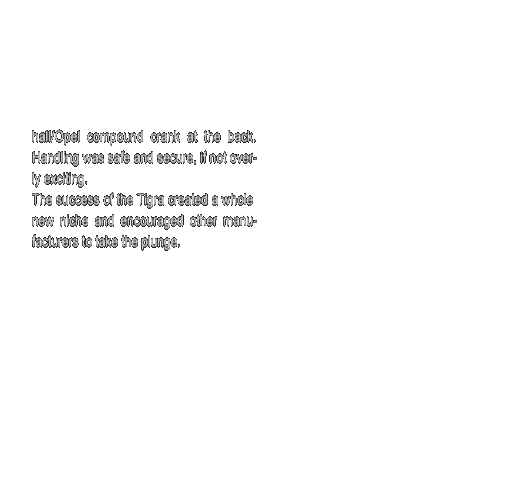 hall/Opel compound crank at the back.
Handling was safe and secure, if not over-
ly exciting.
The success of the Tigra created a whole
new niche and encouraged other manu-
facturers to take the plunge.